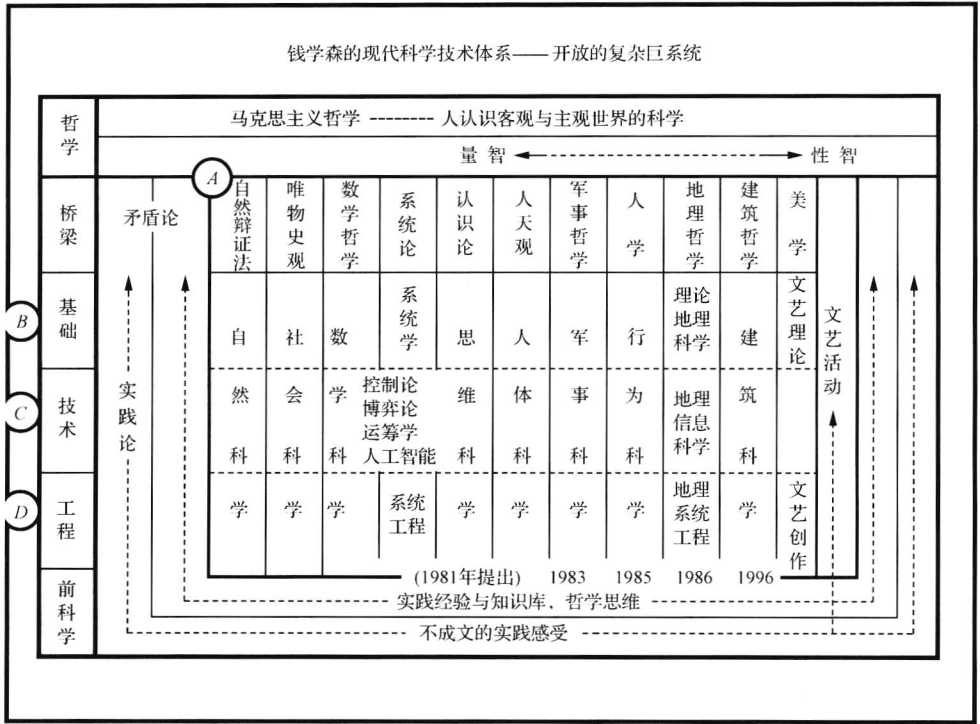 钱学森的现代科学技术体系——开放的复杂巨系统
哲学
马克思主义哲学 -------- 人认识客观与主观世界的科学
量智
性智
A
桥梁
矛盾论
自然辩证法
唯物史观
数学哲学
系统论
认识论
人天观
军事哲学
人学
地理哲学
建筑哲学
美学
B
基础
C
技术
D
工程
前科学
实践论
自然科学
社会科学
数学科学
系统学
控制论
博弈论
运筹学
人工智能
系统
工程
思维科学
人体科学
军事科学
行为科学
理论
地理
科学
地理
信息
科学
地理
系统
工程
建筑科学
文艺理论
文艺创作
文艺活动
(1981年提出)
1983
1985
1986
1996
实践经验与知识库，哲学思维
不成文的实践感受